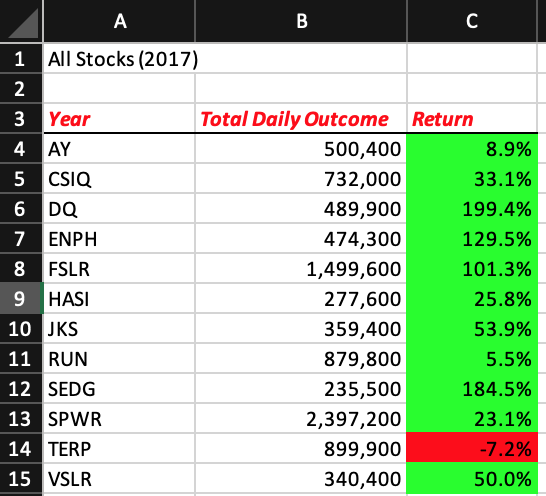 A B C
1 All Stocks (2017)
2
3 Year Total Daily Outcome Return
4 AY 500,400 8.9%
5 CSIQ 732,000 33.1%
6 DQ 489,900 199.4%
7 ENPH 474,300 129.5%
8 FSLR 1,499,600 101.3%
9 HASI 277,600 25.8%
10 JKS 359,400 53.9%
11 RUN 879,800 5.5%
12 SEDG 235,500 184.5%
13 SPWR 2,397,200 23.1%
14 TERP 899,900 -7.2%
15 VSLR 340,400 50.0%